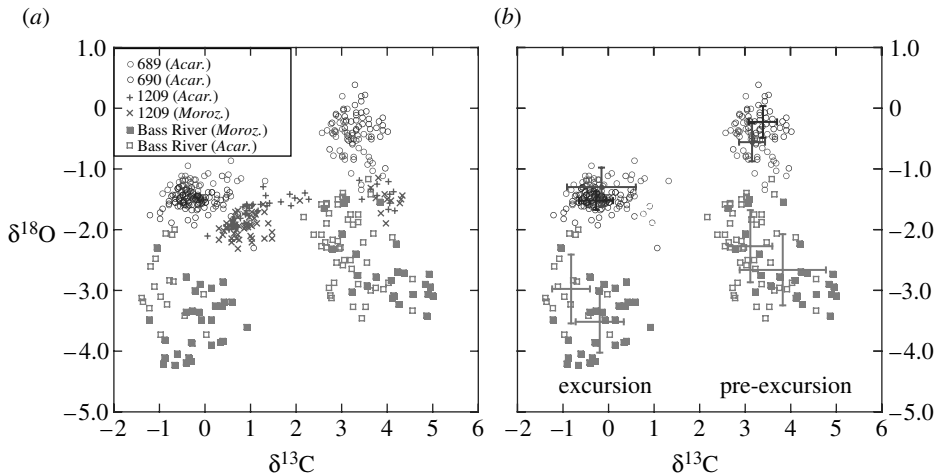 (a)
(b)
1.0
0
−1.0
−2.0
−3.0
−4.0
−5.0
δ18O
689 (Acar.)
690 (Acar.)
1209 (Acar.)
1209 (Moroz.)
Bass River (Moroz.)
Bass River (Acar.)
−2 −1 0 1 2 3 4 5 6
δ13C
excursion
pre-excursion
1.0
0
−1.0
−2.0
−3.0
−4.0
−5.0
−2 −1 0 1 2 3 4 5 6
δ13C